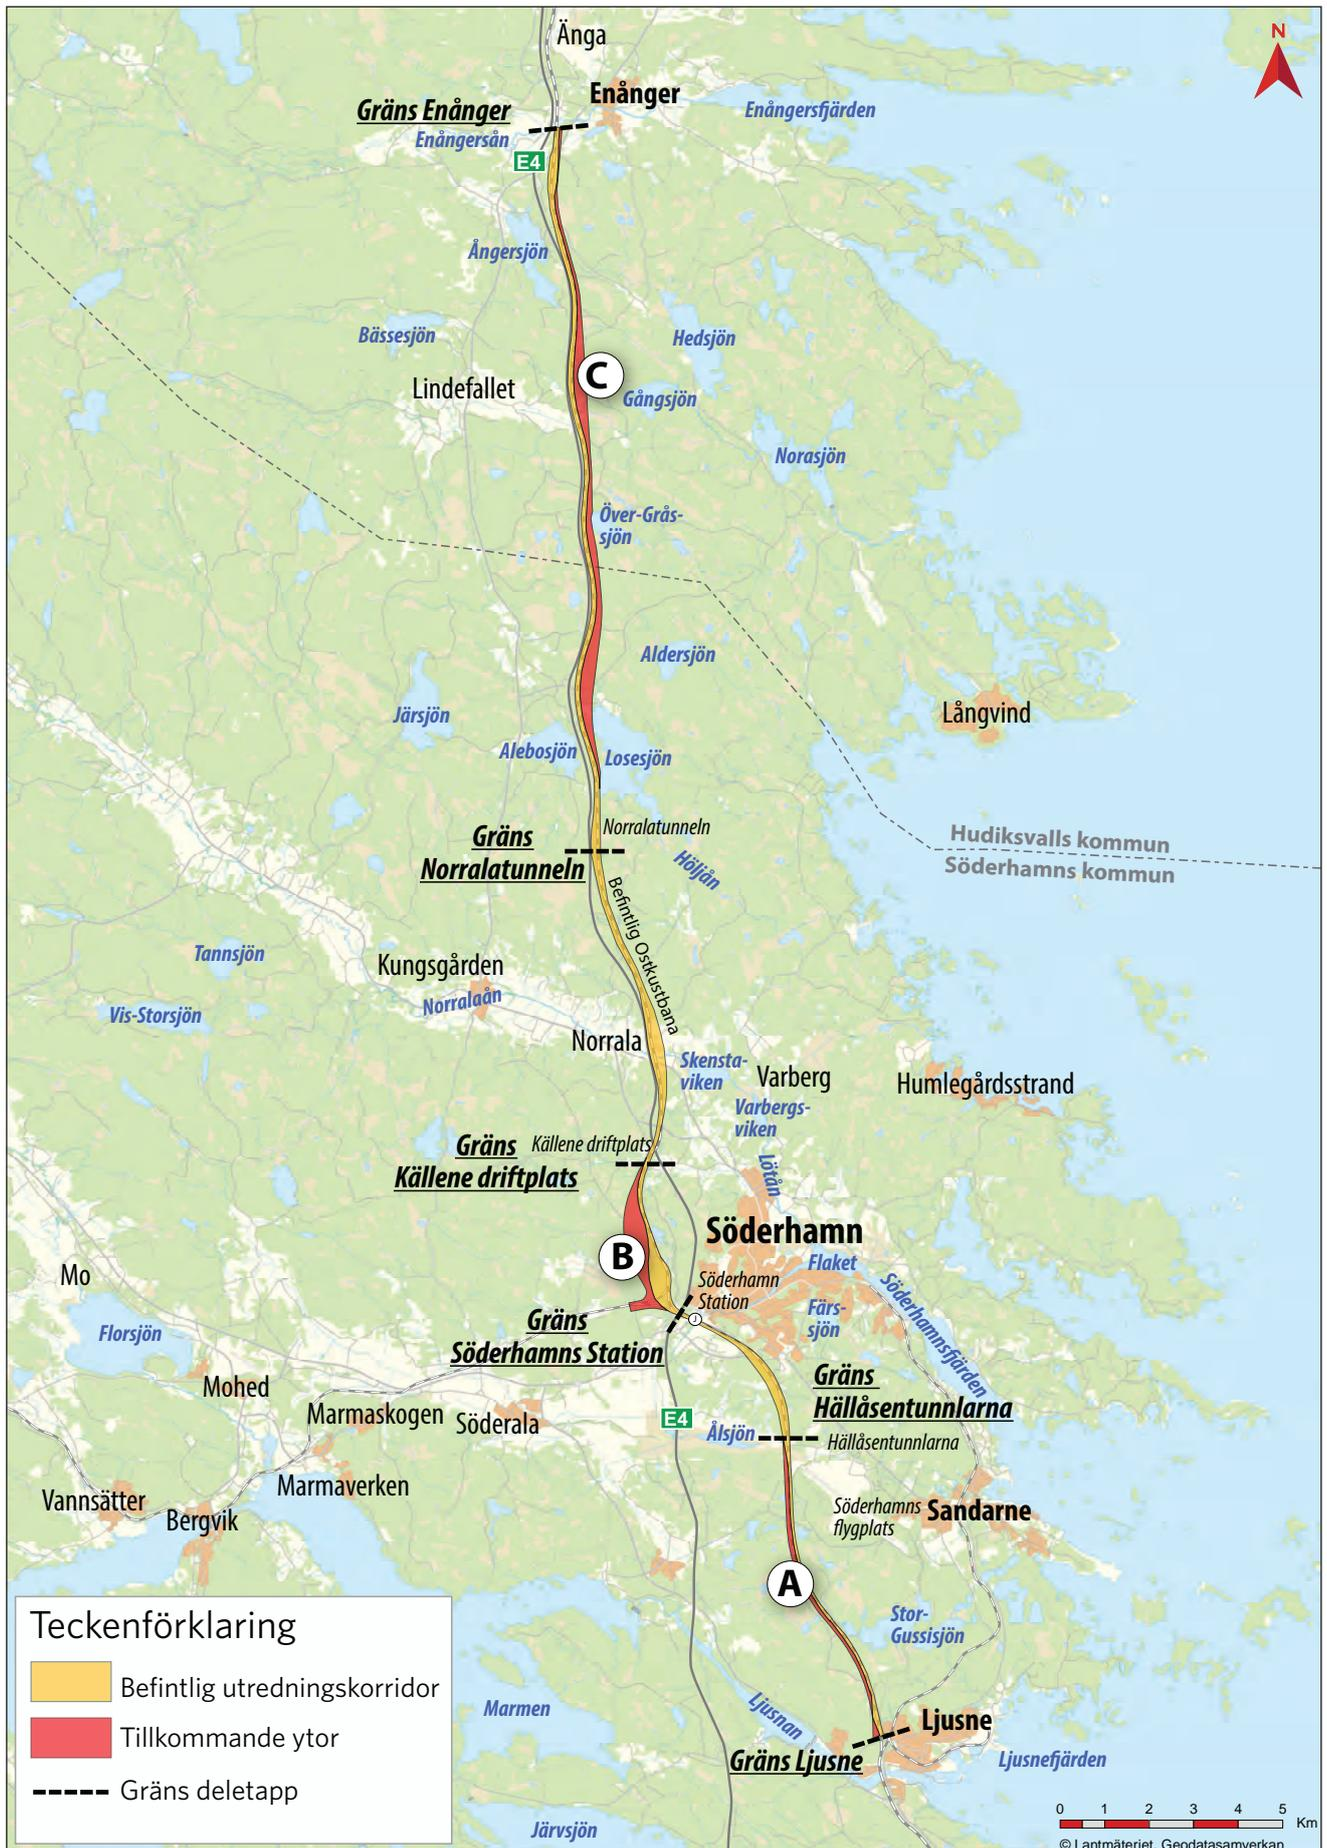 Änga
N
Enånger
Gräns Enånger
Enångersfjärden
Enångersån
E4
Ångersjön
Bässesjön
Hedsjön
C
Lindefallet
Gångsjön
Norasjön
Över-Grås-
sjön
Aldersjön
Järsjön
Långvind
Alebosjön
Losesjön
Norralatunneln
Gräns
Norralatunneln
Höljån
Hudiksvalls kommun
Söderhamns kommun
Befintlig Ostkustbana
Tannsjön
Kungsgården
Norralaån
Vis-Storsjön
Norrala
Skensta-
viken
Varberg
Humlegårdsstrand
Varbergs-
viken
Gräns
Källene driftplats
Källene driftplats
Lötån
Söderhamn
B
Flaket
Mo
Söderhamn
Station
Söderhamnsfjärden
Färs-
sjön
Gräns
Söderhamns Station
J
Florsjön
Mohed
Gräns
Hällåsentunnlarna
Marmaskogen
Söderala
E4
Ålsjön
Hällåsentunnlarna
Marmaverken
Vannsätter
Bergvik
Söderhamns
flygplats
Sandarne
A
Stor-
Gussisjön
Teckenförklaring
Befintlig utredningskorridor
Tillkommande ytor
Gräns deletapp
Marmen
Ljusnan
Ljusne
Gräns Ljusne
Ljusnefjärden
Järvsjön
0 1 2 3 4 5
Km
© Lantmäteriet, Geodatasamverkan